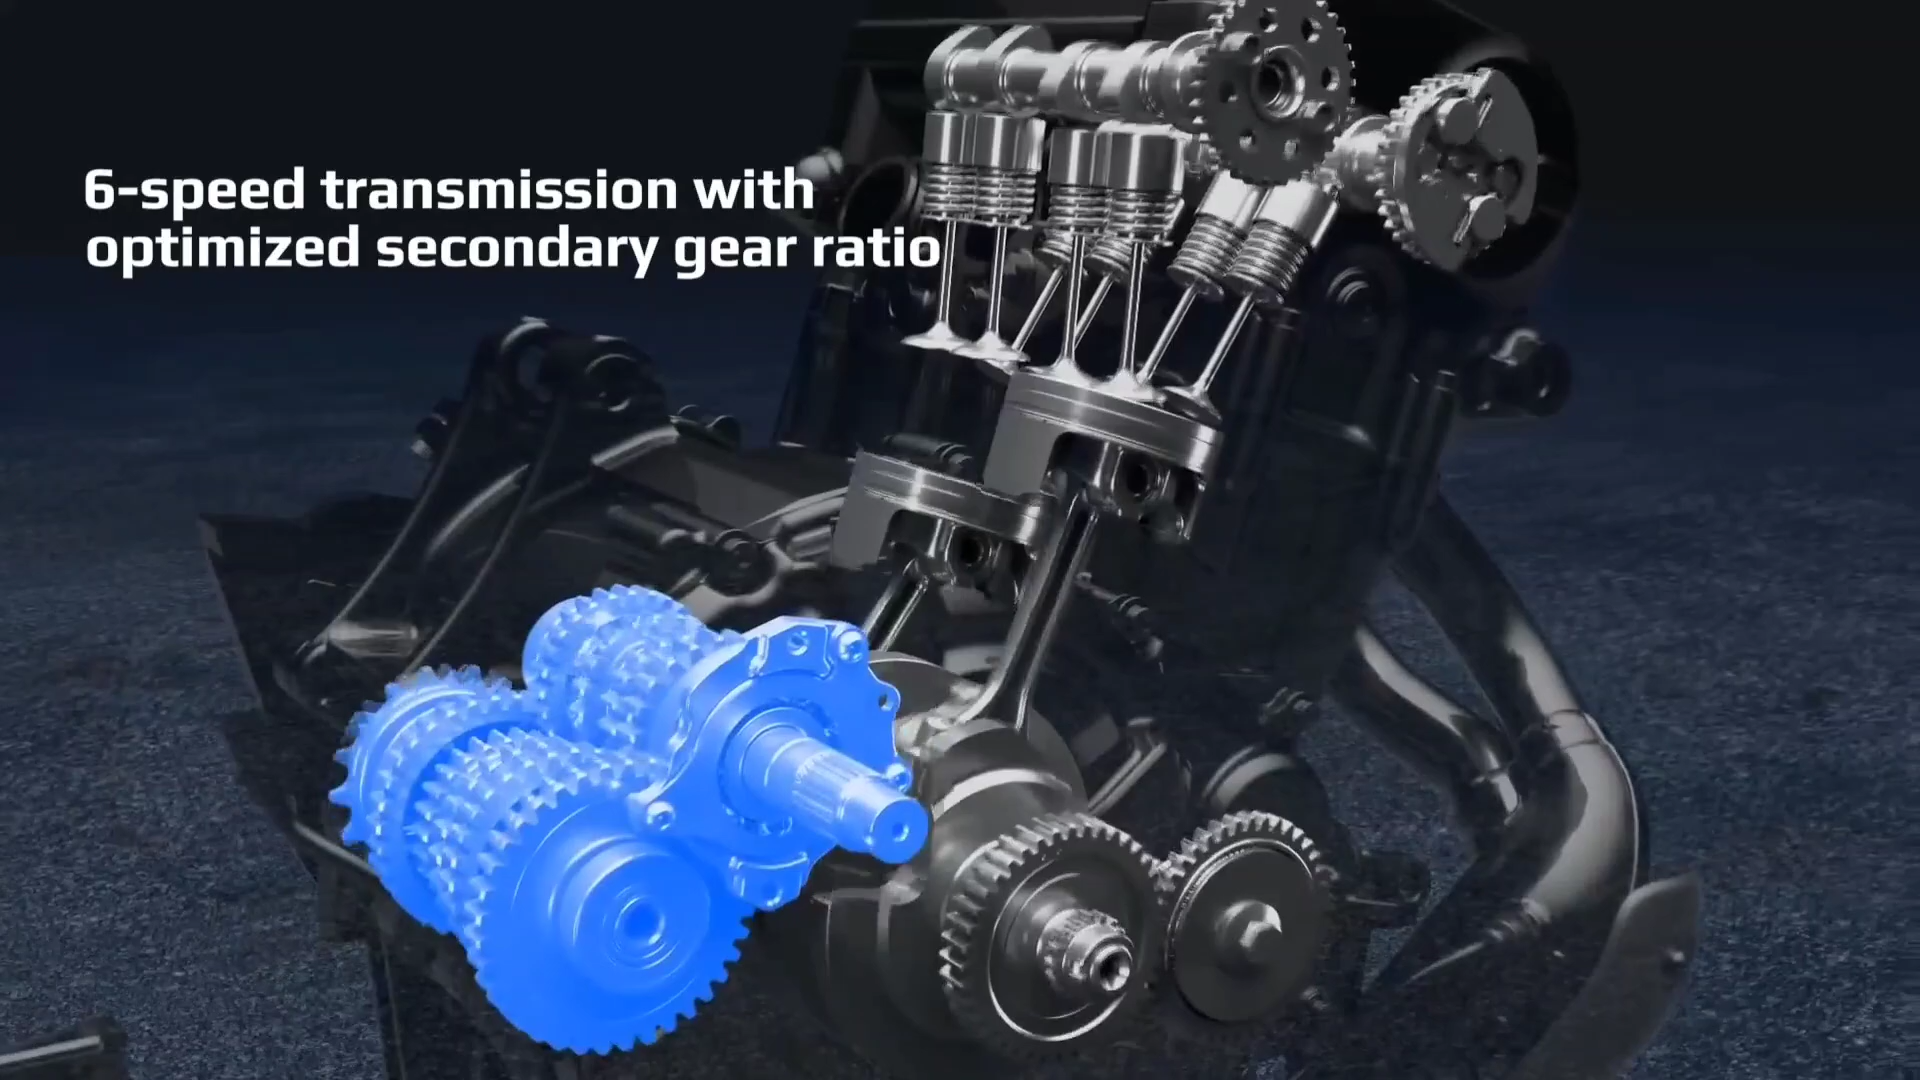 6-speed transmission with
optimized secondary gear ratio